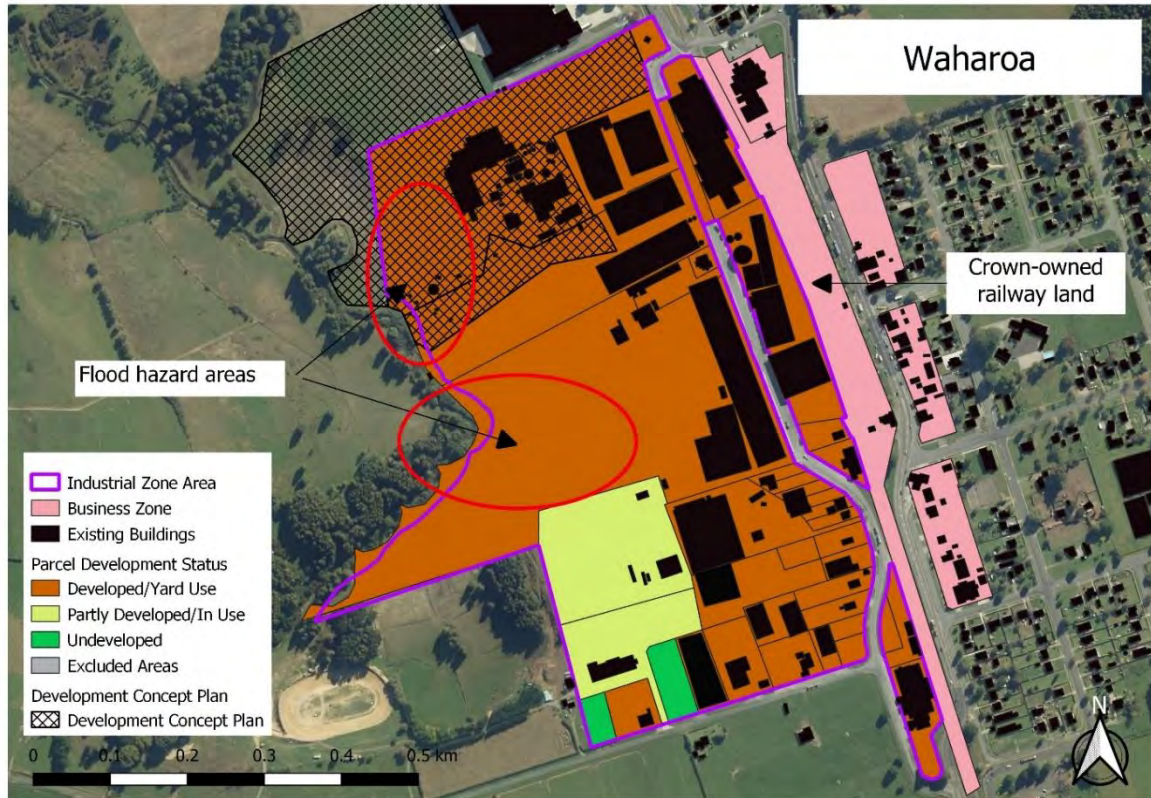 Waharoa
Crown-owned
railway land
Flood hazard areas
Industrial Zone Area
Business Zone
Existing Buildings
Parcel Development Status
Developed/Yard Use
Partly Developed/In Use
Undeveloped
Excluded Areas
Development Concept Plan
Development Concept Plan
0 0.1 0.2 0.3 0.4 0.5 km
N